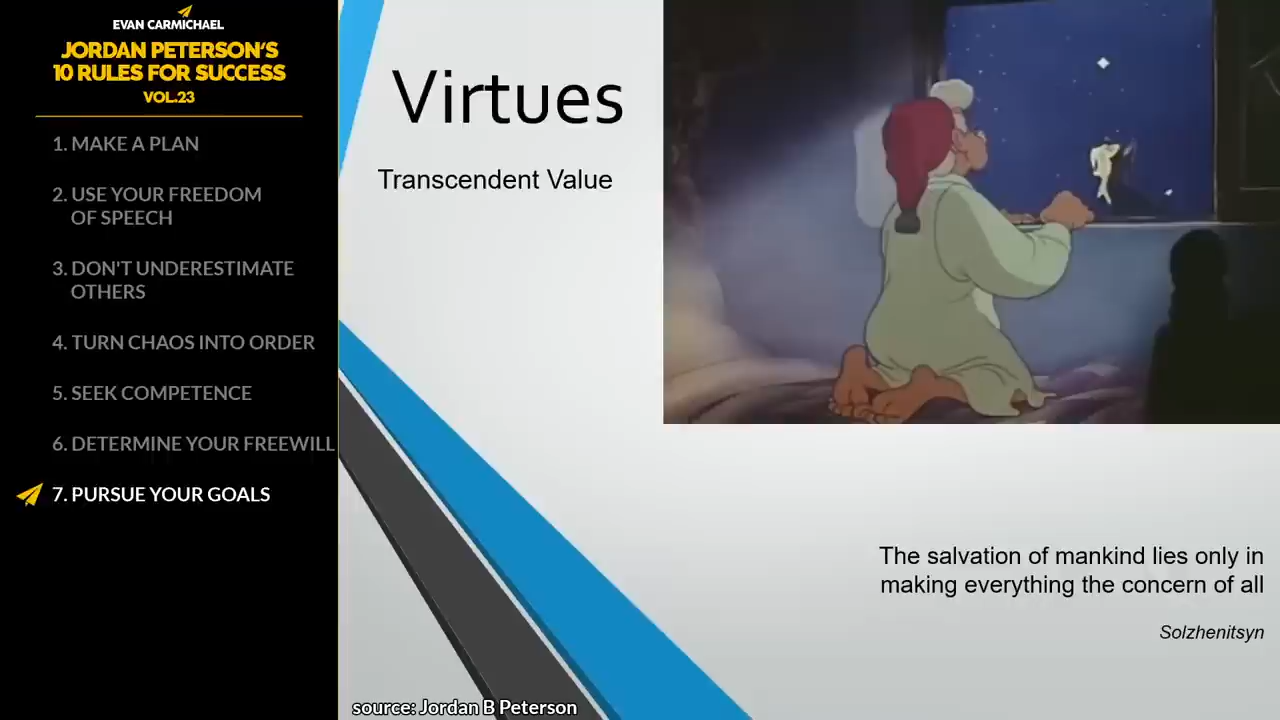 EVAN CARMICHAEL
JORDAN PETERSON'S
10 RULES FOR SUCCESS
VOL.23
1. MAKE A PLAN
2. USE YOUR FREEDOM
OF SPEECH
3. DON'T UNDERESTIMATE
OTHERS
4. TURN CHAOS INTO ORDER
5. SEEK COMPETENCE
6. DETERMINE YOUR FREEWILL
7. PURSUE YOUR GOALS
Virtues
Transcendent Value
The salvation of mankind lies only in
making everything the concern of all
Solzhenitsyn
source: Jordan B Peterson